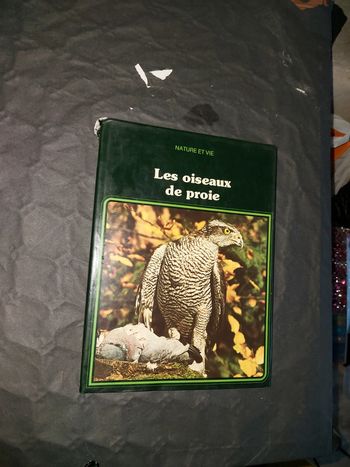 NATURE ET VIE
Les oiseaux
de proie